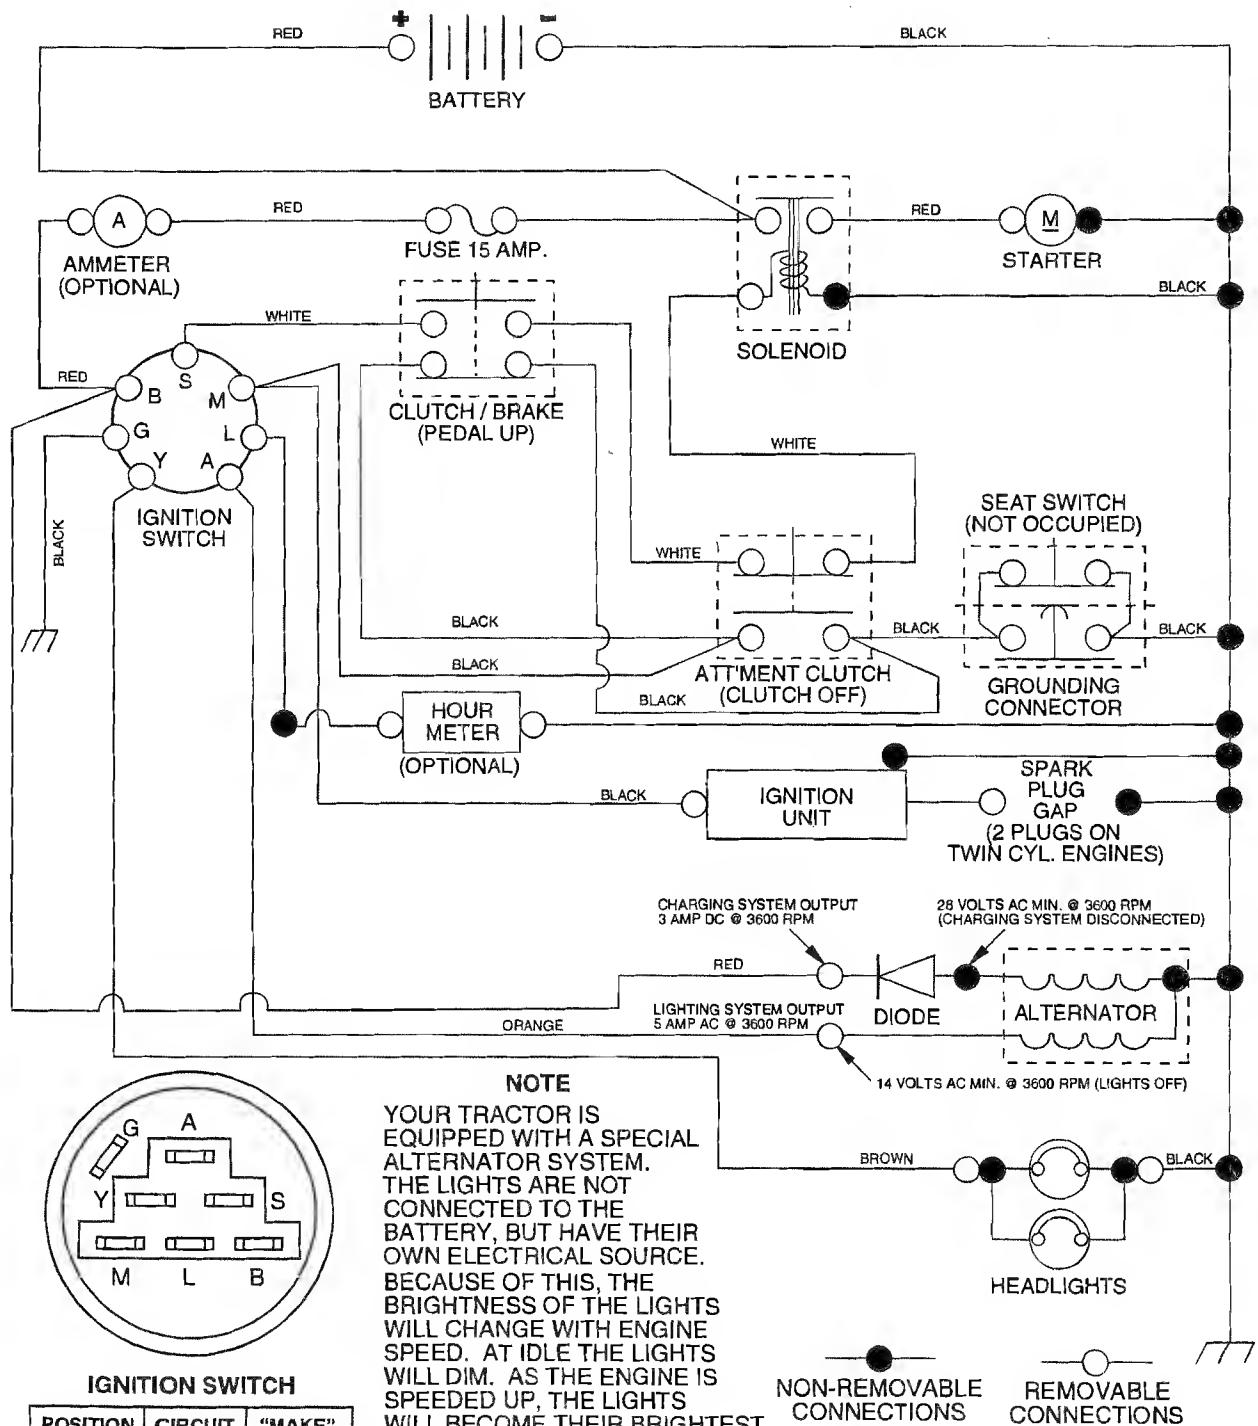 +
-
RED
BLACK
BATTERY
A
RED
RED
M
FUSE 15 AMP.
STARTER
AMMETER
(OPTIONAL)
BLACK
WHITE
SOLENOID
RED
S
B
M
CLUTCH / BRAKE
(PEDAL UP)
G
L
WHITE
Y
A
SEAT SWITCH
(NOT OCCUPIED)
IGNITION
SWITCH
BLACK
WHITE
BLACK
BLACK
BLACK
BLACK
ATT'MENT CLUTCH
(CLUTCH OFF)
GROUNDING
CONNECTOR
BLACK
HOUR
METER
(OPTIONAL)
SPARK
PLUG
GAP
(2 PLUGS ON
TWIN CYL. ENGINES)
BLACK
IGNITION
UNIT
CHARGING SYSTEM OUTPUT
3 AMP DC @ 3600 RPM
28 VOLTS AC MIN. @ 3600 RPM
(CHARGING SYSTEM DISCONNECTED)
RED
LIGHTING SYSTEM OUTPUT
5 AMP AC @ 3600 RPM
DIODE
ALTERNATOR
ORANGE
14 VOLTS AC MIN. @ 3600 RPM (LIGHTS OFF)
NOTE
YOUR TRACTOR IS
EQUIPPED WITH A SPECIAL
ALTERNATOR SYSTEM.
THE LIGHTS ARE NOT
CONNECTED TO THE
BATTERY, BUT HAVE THEIR
OWN ELECTRICAL SOURCE.
BECAUSE OF THIS, THE
BRIGHTNESS OF THE LIGHTS
WILL CHANGE WITH ENGINE
SPEED. AT IDLE THE LIGHTS
WILL DIM. AS THE ENGINE IS
SPEEDED UP, THE LIGHTS
WILL BECOME THEIR BRIGHTEST
BROWN
BLACK
HEADLIGHTS
G
A
Y
S
M
L
B
IGNITION SWITCH
POSITION CIRCUIT "MAKE"
NON-REMOVABLE
CONNECTIONS
REMOVABLE
CONNECTIONS